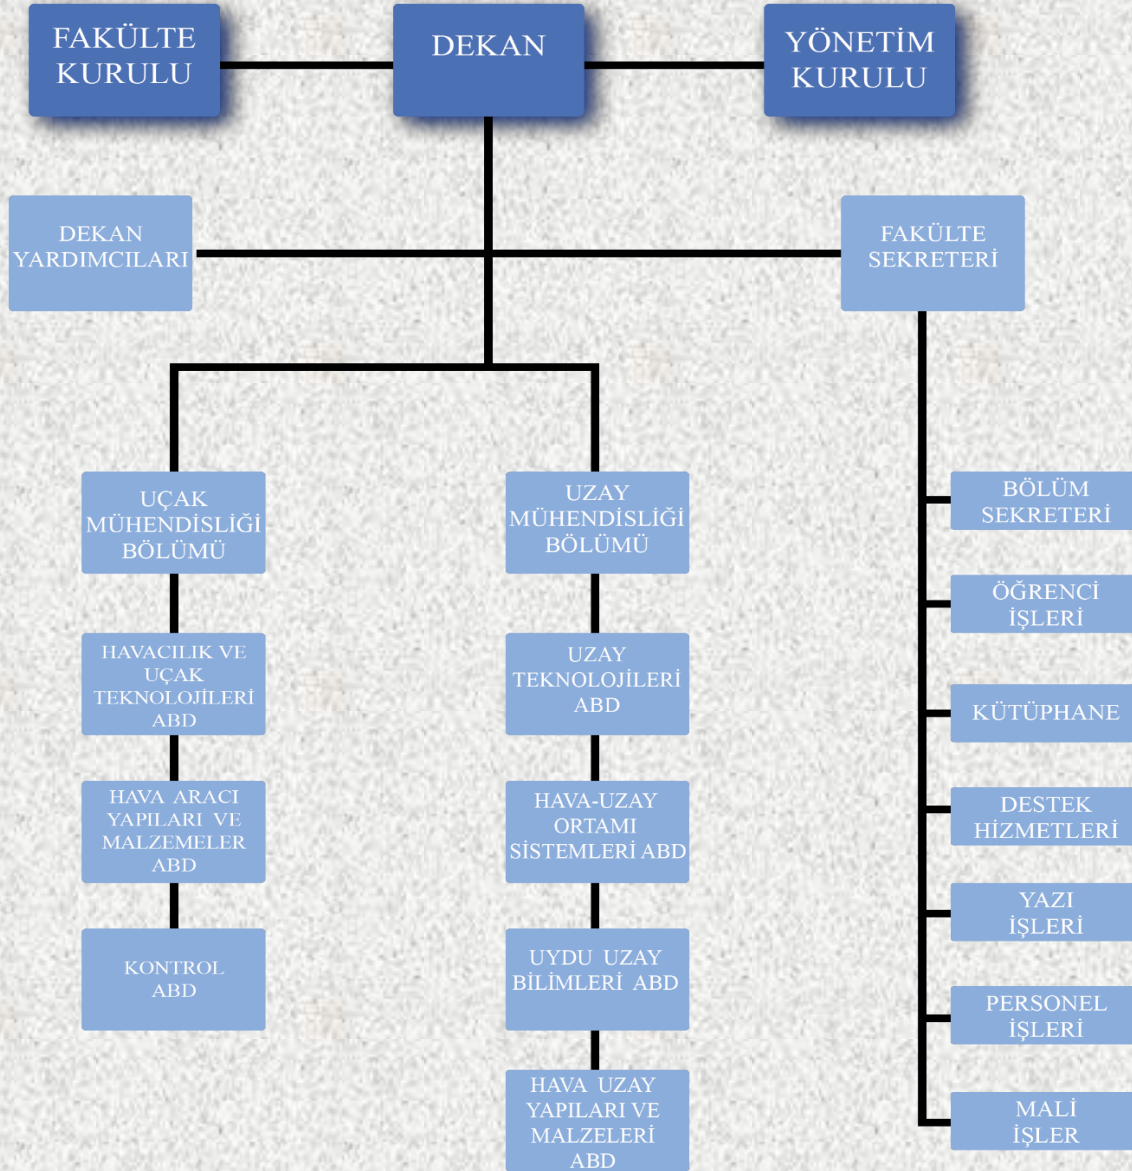 FAKÜLTE
KURULU
DEKAN
YÖNETİM
KURULU
DEKAN
YARDIMCILARI
FAKÜLTE
SEKRETERİ
UÇAK
MÜHENDİSLİĞİ
BÖLÜMÜ
HAVACILIK VE
UÇAK
TEKNOLOJİLERİ
ABD
HAVA ARACI
YAPILARI VE
MALZEMELER
ABD
KONTROL
ABD
UZAY
MÜHENDİSLİĞİ
BÖLÜMÜ
UZAY
TEKNOLOJİLERİ
ABD
HAVA-UZAY
ORTAMI
SİSTEMLERİ ABD
UYDU UZAY
BİLİMLERİ ABD
HAVA UZAY
YAPILARI VE
MALZELERİ
ABD
BÖLÜM
SEKRETERİ
ÖĞRENCİ
İŞLERİ
KÜTÜPHANE
DESTEK
HİZMETLERİ
YAZI
İŞLERİ
PERSONEL
İŞLERİ
MALİ
İŞLER